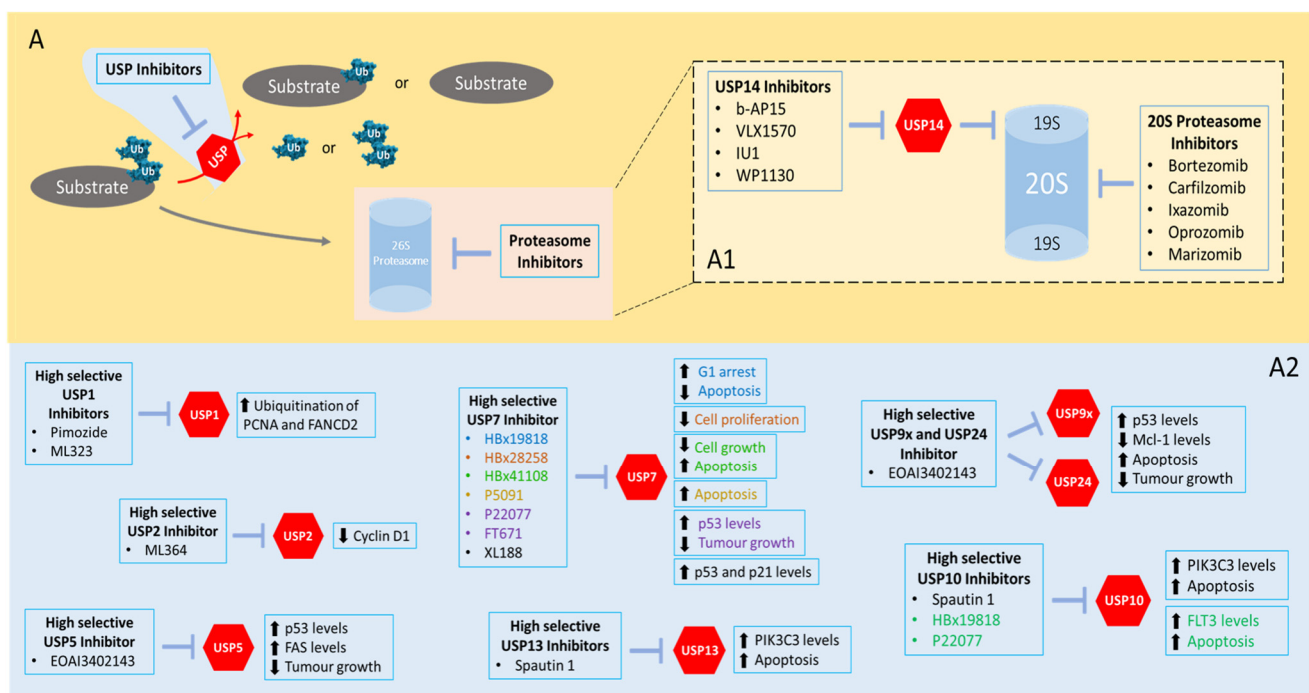 A
USP Inhibitors
Substrate
Ub
or
Substrate
Ub
Ub
Substrate
USP
Ub
or
Ub
Ub
26S
Proteasome
Proteasome
Inhibitors
USP14 Inhibitors
• b-AP15
• VLX1570
• IU1
• WP1130
USP14
19S
20S
19S
20S Proteasome
Inhibitors
• Bortezomib
• Carfilzomib
• Ixazomib
• Oprozomib
• Marizomib
A1
A2
High selective
USP1
Inhibitors
• Pimozide
• ML323
USP1
⬆ Ubiquitination of
PCNA and FANCD2
High selective
USP2 Inhibitor
• ML364
USP2
⬇ Cyclin D1
High selective
USP5 Inhibitor
• EOAI3402143
USP5
⬆ p53 levels
⬆ FAS levels
⬇ Tumour growth
High selective
USP7 Inhibitor
• HBx19818
• HBx28258
• HBx41108
• P5091
• P22077
• FT671
• XL188
USP7
⬆ G1 arrest
⬇ Apoptosis
⬇ Cell proliferation
⬇ Cell growth
⬆ Apoptosis
⬆ Apoptosis
⬆ p53 levels
⬇ Tumour growth
⬆ p53 and p21 levels
High selective
USP13 Inhibitors
• Spautin 1
USP13
⬆ PIK3C3 levels
⬆ Apoptosis
High selective
USP9x and USP24
Inhibitor
• EOAI3402143
USP9x
USP24
⬆ p53 levels
⬇ Mcl-1 levels
⬆ Apoptosis
⬇ Tumour growth
High selective
USP10 Inhibitors
• Spautin 1
• HBx19818
• P22077
USP10
⬆ PIK3C3 levels
⬆ Apoptosis
⬆ FLT3 levels
⬆ Apoptosis